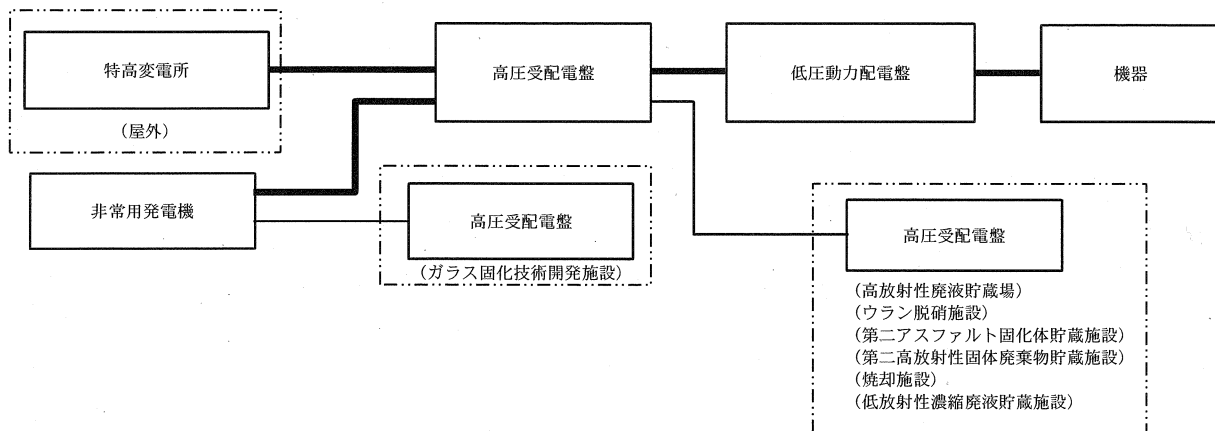 特高変電所
(屋外)
高圧受配電盤
低圧動力配電盤
機器
非常用発電機
高圧受配電盤
(ガラス固化技術開発施設)
高圧受配電盤
(高放射性廃液貯蔵場)
(ウラン脱硝施設)
(第二アスファルト固化体貯蔵施設)
(第二高放射性固体廃棄物貯蔵施設)
(焼却施設)
(低放射性濃縮廃液貯蔵施設)